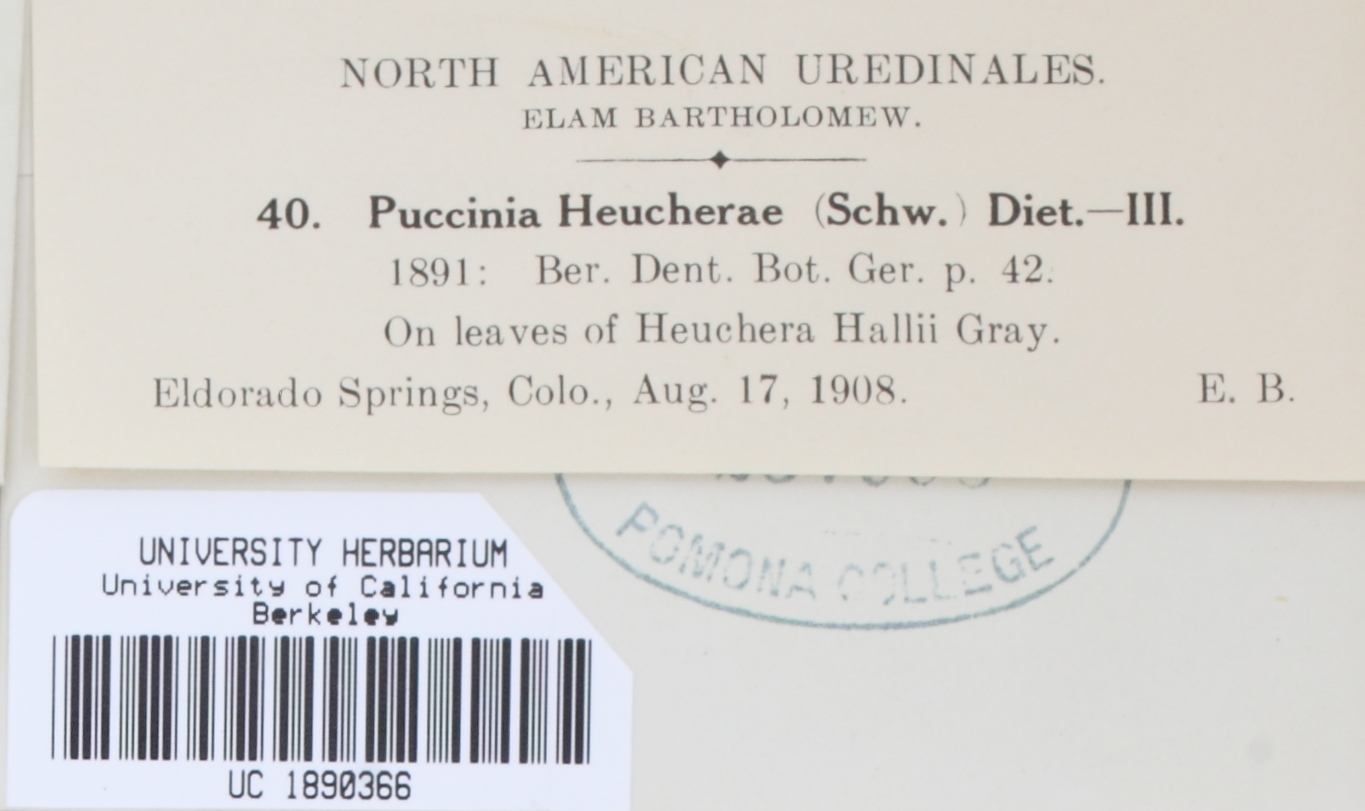 NORTH AMERICAN UREDINALES.
ELAM BARTHOLOMEW.
40. Puccinia Heucherae (Schw.) Diet.—III.
1891: Ber. Dent. Bot. Ger. p. 42.
On leaves of Heuchera Hallii Gray.
Eldorado Springs, Colo., Aug. 17, 1908. E. B.
POMONA COLLEGE
UNIVERSITY HERBARIUM
University of California
Berkeley
UC 1890366